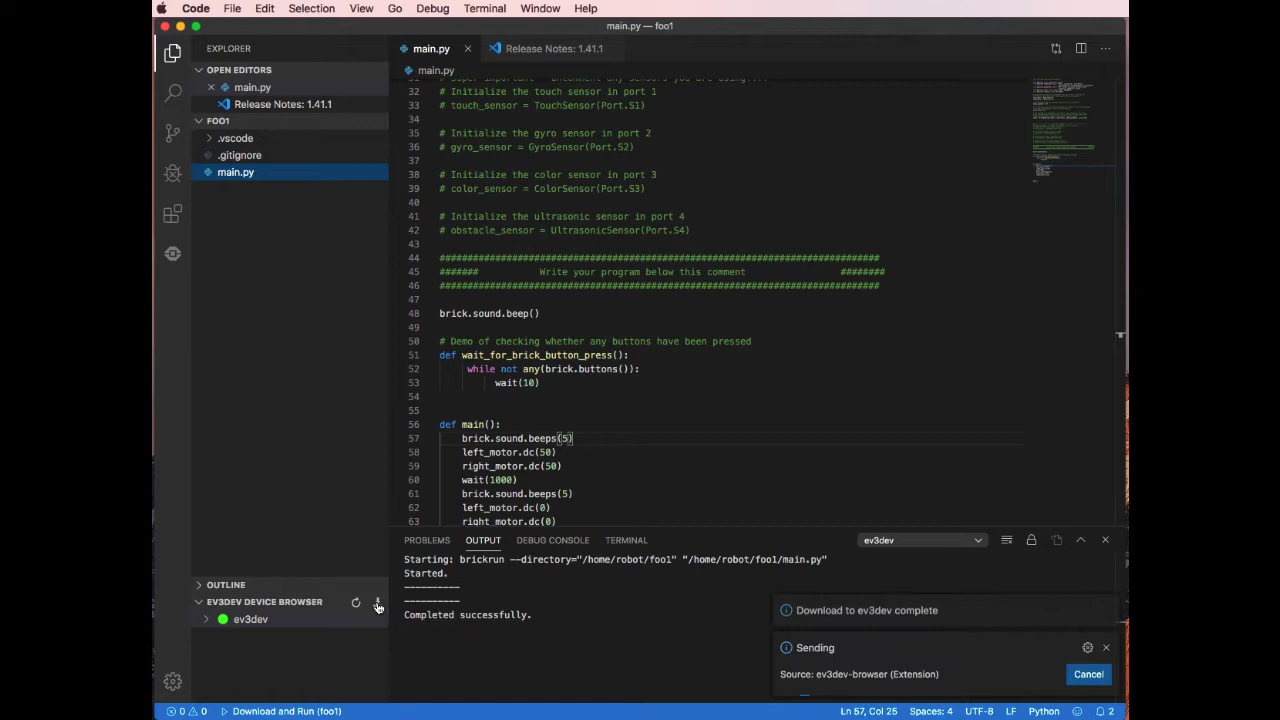 Code File Edit Selection View Go Debug Terminal Window Help
main.py — foo1
EXPLORER
OPEN EDITORS
main.py
Release Notes: 1.41.1
FOO1
.vscode
.gitignore
main.py
OUTLINE
EV3DEV DEVICE BROWSER
ev3dev
main.py
Release Notes: 1.41.1
main.py
32 # Initialize the touch sensor in port 1
33 # touch_sensor = TouchSensor(Port.S1)
34
35 # Initialize the gyro sensor in port 2
36 # gyro_sensor = GyroSensor(Port.S2)
37
38 # Initialize the color sensor in port 3
39 # color_sensor = ColorSensor(Port.S3)
40
41 # Initialize the ultrasonic sensor in port 4
42 # obstacle_sensor = UltrasonicSensor(Port.S4)
43
44 ##############################################################################
45 ####### Write your program below this comment ########
46 ##############################################################################
47
48 brick.sound.beep()
49
50 # Demo of checking whether any buttons have been pressed
51 def wait_for_brick_button_press():
52 while not any(brick.buttons()):
53 wait(10)
54
55
56 def main():
57 brick.sound.beeps(5)
58 left_motor.dc(50)
59 right_motor.dc(50)
60 wait(1000)
61 brick.sound.beeps(5)
62 left_motor.dc(0)
63 right_motor.dc(0)
PROBLEMS OUTPUT DEBUG CONSOLE TERMINAL
ev3dev
Starting: brickrun --directory="/home/robot/foo1" "/home/robot/foo1/main.py"
Started.
----------
----------
Completed successfully.
Download to ev3dev complete
Sending
Source: ev3dev-browser (Extension)
Cancel
0 0 Download and Run (foo1) Ln 57, Col 25 Spaces: 4 UTF-8 LF Python 2